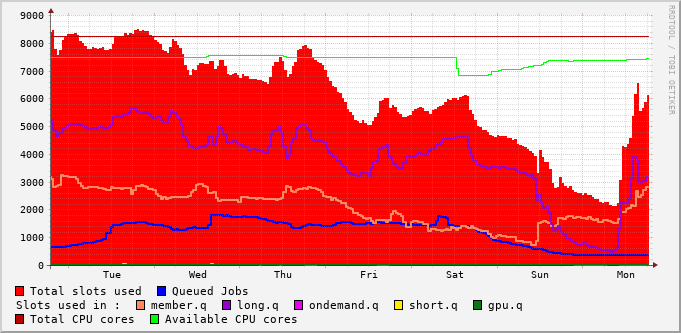 9000
8000
7000
6000
5000
4000
3000
2000
1000
0
Tue Wed Thu Fri Sat Sun Mon
RRDTOOL / TOBI OETIKER
Total slots used Queued Jobs
Slots used in : member.q long.q ondemand.q short.q gpu.q
Total CPU cores Available CPU cores